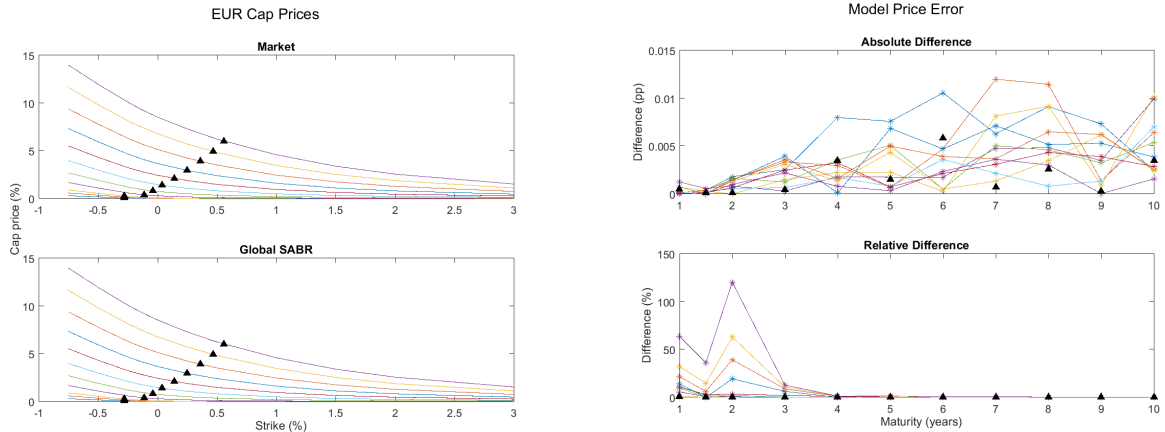 EUR Cap Prices
Market
15
10
5
0
-1 -0.5 0 0.5 1 1.5 2 2.5 3
Cap price (%)
Global SABR
15
10
5
0
-1 -0.5 0 0.5 1 1.5 2 2.5 3
Strike (%)
Model Price Error
Absolute Difference
0.015
0.01
0.005
0
Difference (pp)
1 2 3 4 5 6 7 8 9 10
Relative Difference
150
100
50
0
Difference (%)
1 2 3 4 5 6 7 8 9 10
Maturity (years)